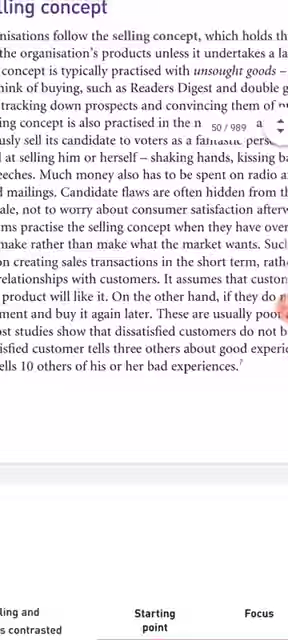 lling concept
nisations follow the selling concept, which holds th
the organisation's products unless it undertakes a la
concept is typically practised with unsought goods –
hink of buying, such as Readers Digest and double g
tracking down prospects and convincing them of
ing concept is also practised in the n
50 / 989
usly sell its candidate to voters as a fantastic pers
l at selling him or herself – shaking hands, kissing ba
eeches. Much money also has to be spent on radio a
d mailings. Candidate flaws are often hidden from th
ale, not to worry about consumer satisfaction afterw
ms practise the selling concept when they have over
make rather than make what the market wants. Sucl
on creating sales transactions in the short term, rathe
relationships with customers. It assumes that custom
product will like it. On the other hand, if they do
ment and buy it again later. These are usually poor
ost studies show that dissatisfied customers do not b
isfied customer tells three others about good experie
ells 10 others of his or her bad experiences.7
ling and
s contrasted
Starting
point
Focus